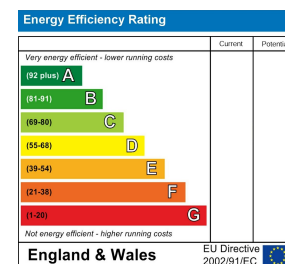 Energy Efficiency Rating
Current Potentia
Very energy efficient - lower running costs
(92 plus) A
(81-91) B
(69-80) C
(55-68) D
(39-54) E
(21-38) F
(1-20) G
Not energy efficient - higher running costs
England & Wales
EU Directive
2002/91/EC